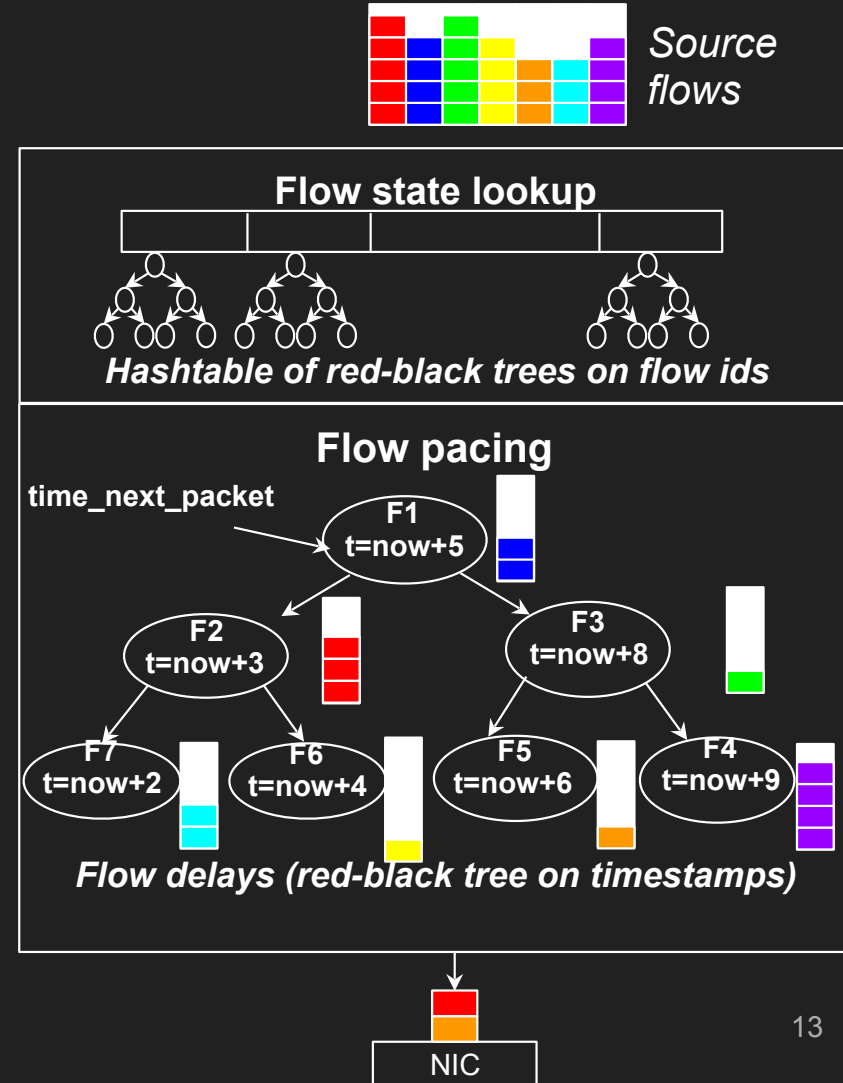 Source
flows
Flow state lookup
Hashtable of red-black trees on flow ids
Flow pacing
time_next_packet
F1
t=now+5
F2
t=now+3
F3
t=now+8
F7
t=now+2
F6
t=now+4
F5
t=now+6
F4
t=now+9
Flow delays (red-black tree on timestamps)
13
NIC